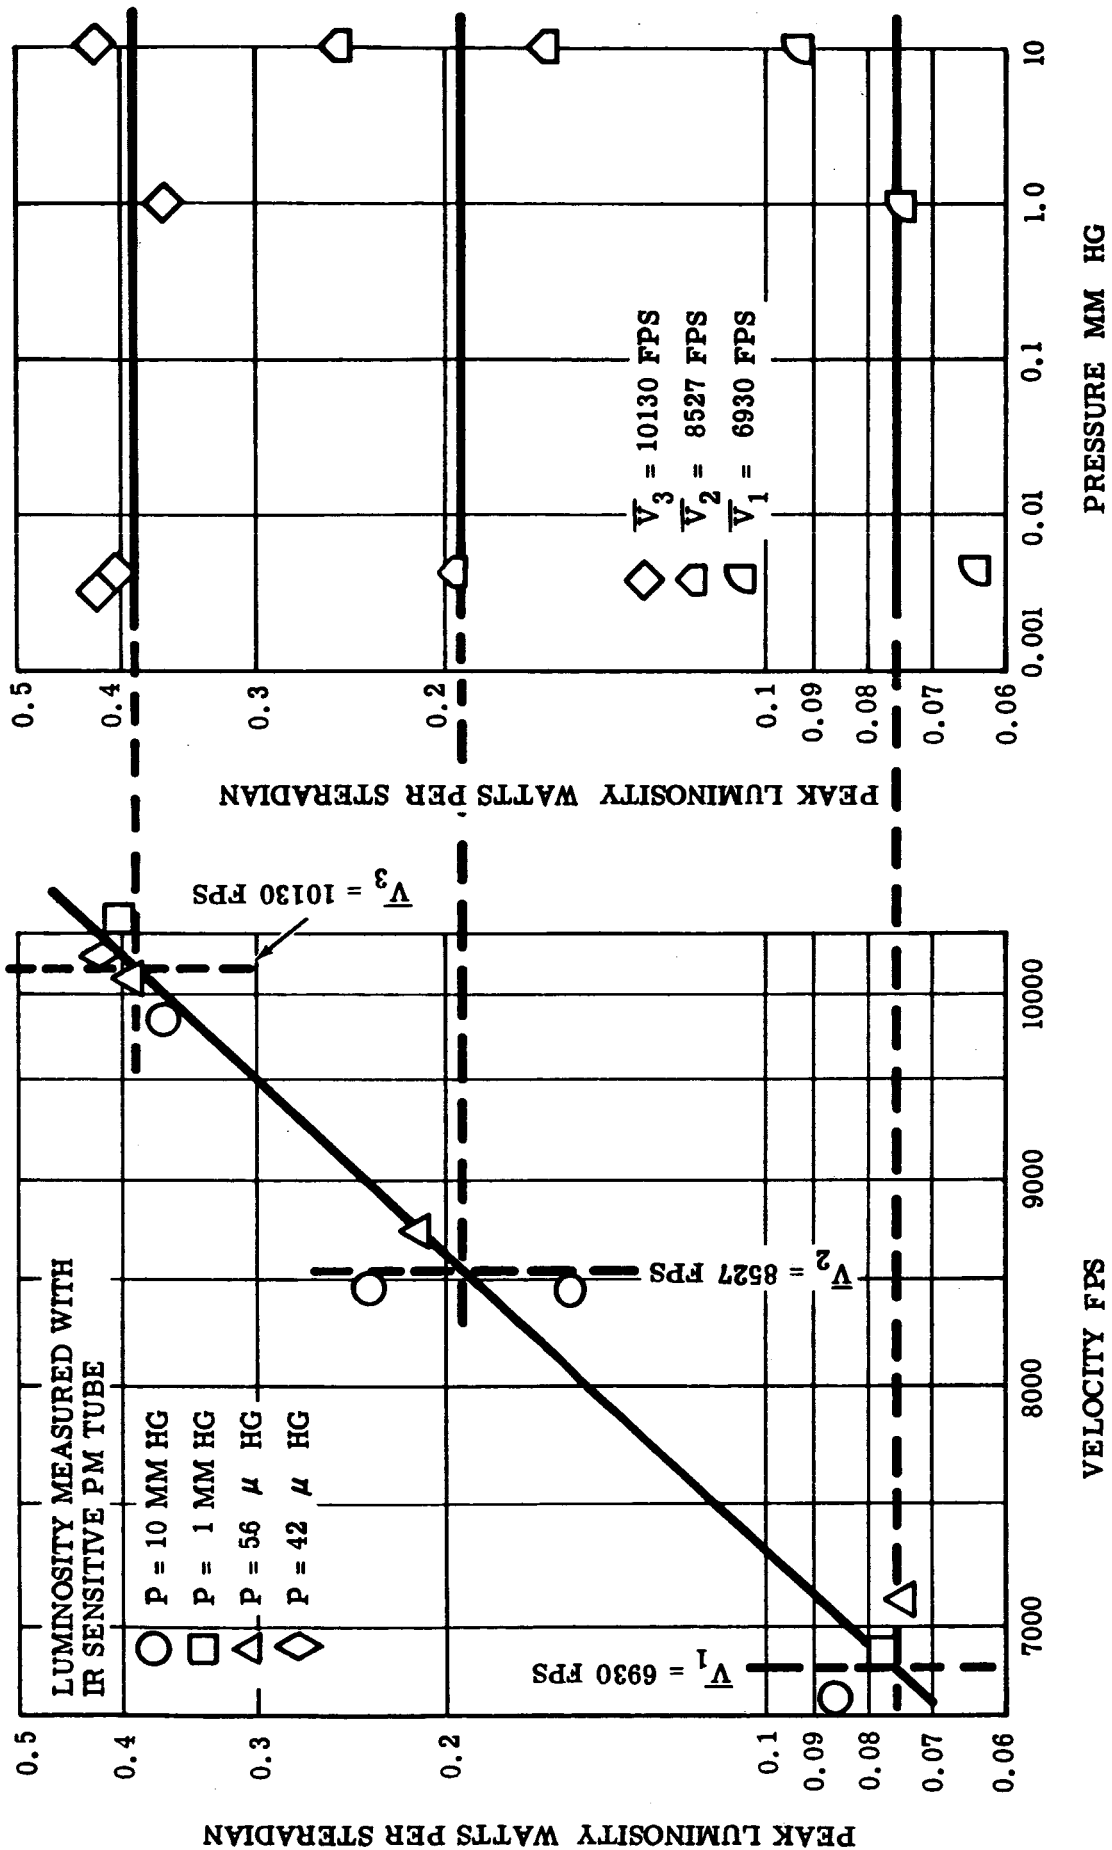 LUMINOSITY MEASURED WITH
IR SENSITIVE PM TUBE
P = 10 MM HG
P = 1 MM HG
P = 56 μ HG
P = 42 μ HG
0.5
0.4
0.3
0.2
0.1
0.09
0.08
0.07
0.06
PEAK LUMINOSITY WATTS PER STERADIAN
V̅1 = 6930 FPS
V̅2 = 8527 FPS
V̅3 = 10130 FPS
7000
8000
9000
10000
VELOCITY FPS
PEAK LUMINOSITY WATTS PER STERADIAN
0.5
0.4
0.3
0.2
0.1
0.09
0.08
0.07
0.06
V̅3 = 10130 FPS
V̅2 = 8527 FPS
V̅1 = 6930 FPS
0.001
0.01
0.1
1.0
10
PRESSURE MM HG